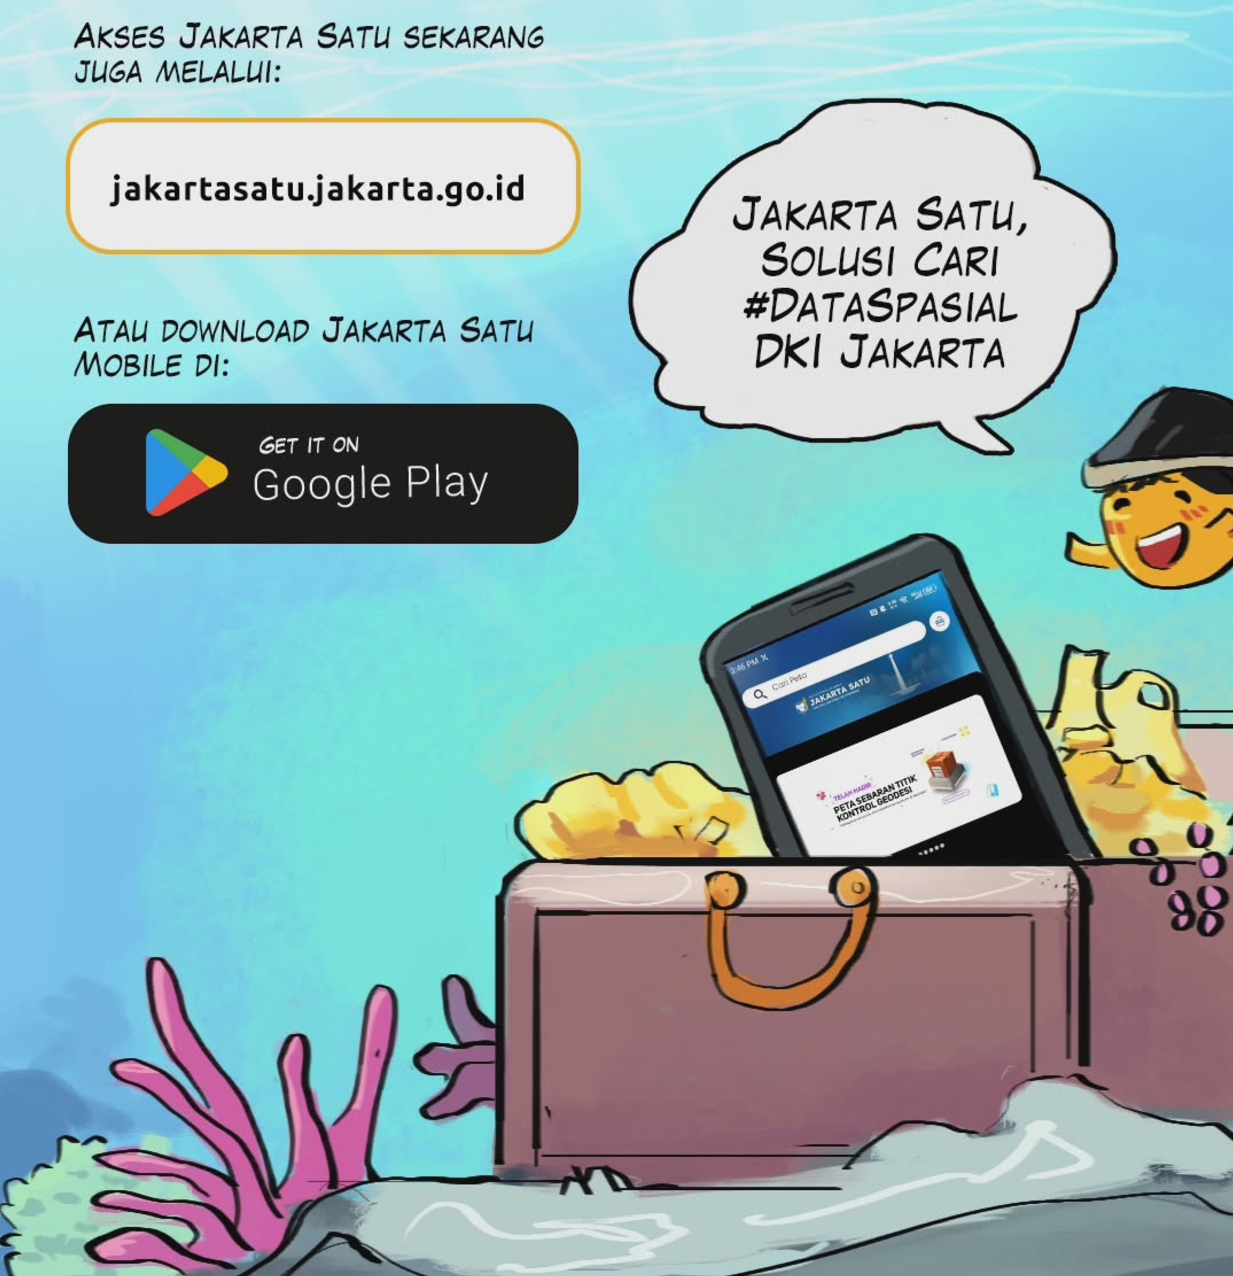 AKSES JAKARTA SATU SEKARANG
JUGA MELALUI:
jakartasatu.jakarta.go.id
ATAU DOWNLOAD JAKARTA SATU
MOBILE DI:
GET IT ON
Google Play
JAKARTA SATU,
SOLUSI CARI
#DATASPASIAL
DKI JAKARTA
3:46 PM
Cari Peta
JAKARTA SATU
TELAH HADIR
PETA SEBARAN TITIK
KONTROL GEODESI